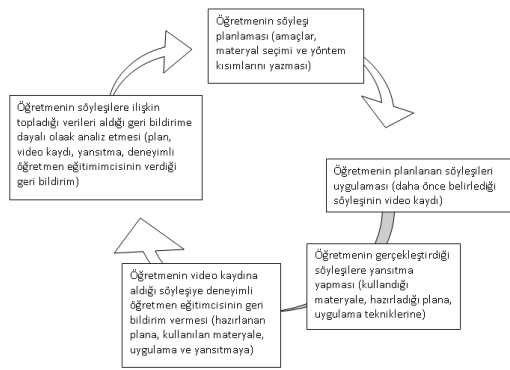 Öğretmenin söyleşi
planlaması (amaçlar,
materyal seçimi ve yöntem
kısımlarını yazması)
Öğretmenin planlanan söyleşileri
uygulaması (daha önce belirlediği
söyleşinin video kaydı)
Öğretmenin gerçekleştirdiği
söyleşilere yansıtma
yapması (kullandığı
materyale, hazırladığı plana,
uygulama tekniklerine)
Öğretmenin video kaydına
aldığı söyleşiye deneyimli
öğretmen eğitimcisinin geri
bildirim vermesi (hazırlanan
plana, kullanılan materyale,
uygulama ve yansıtmaya)
Öğretmenin söyleşilere ilişkin
topladığı verileri aldığı geri bildirime
dayalı olaak analiz etmesi (plan,
video kaydı, yansıtma, deneyimli
öğretmen eğitimimcisinin verdiği
geri bildirim)